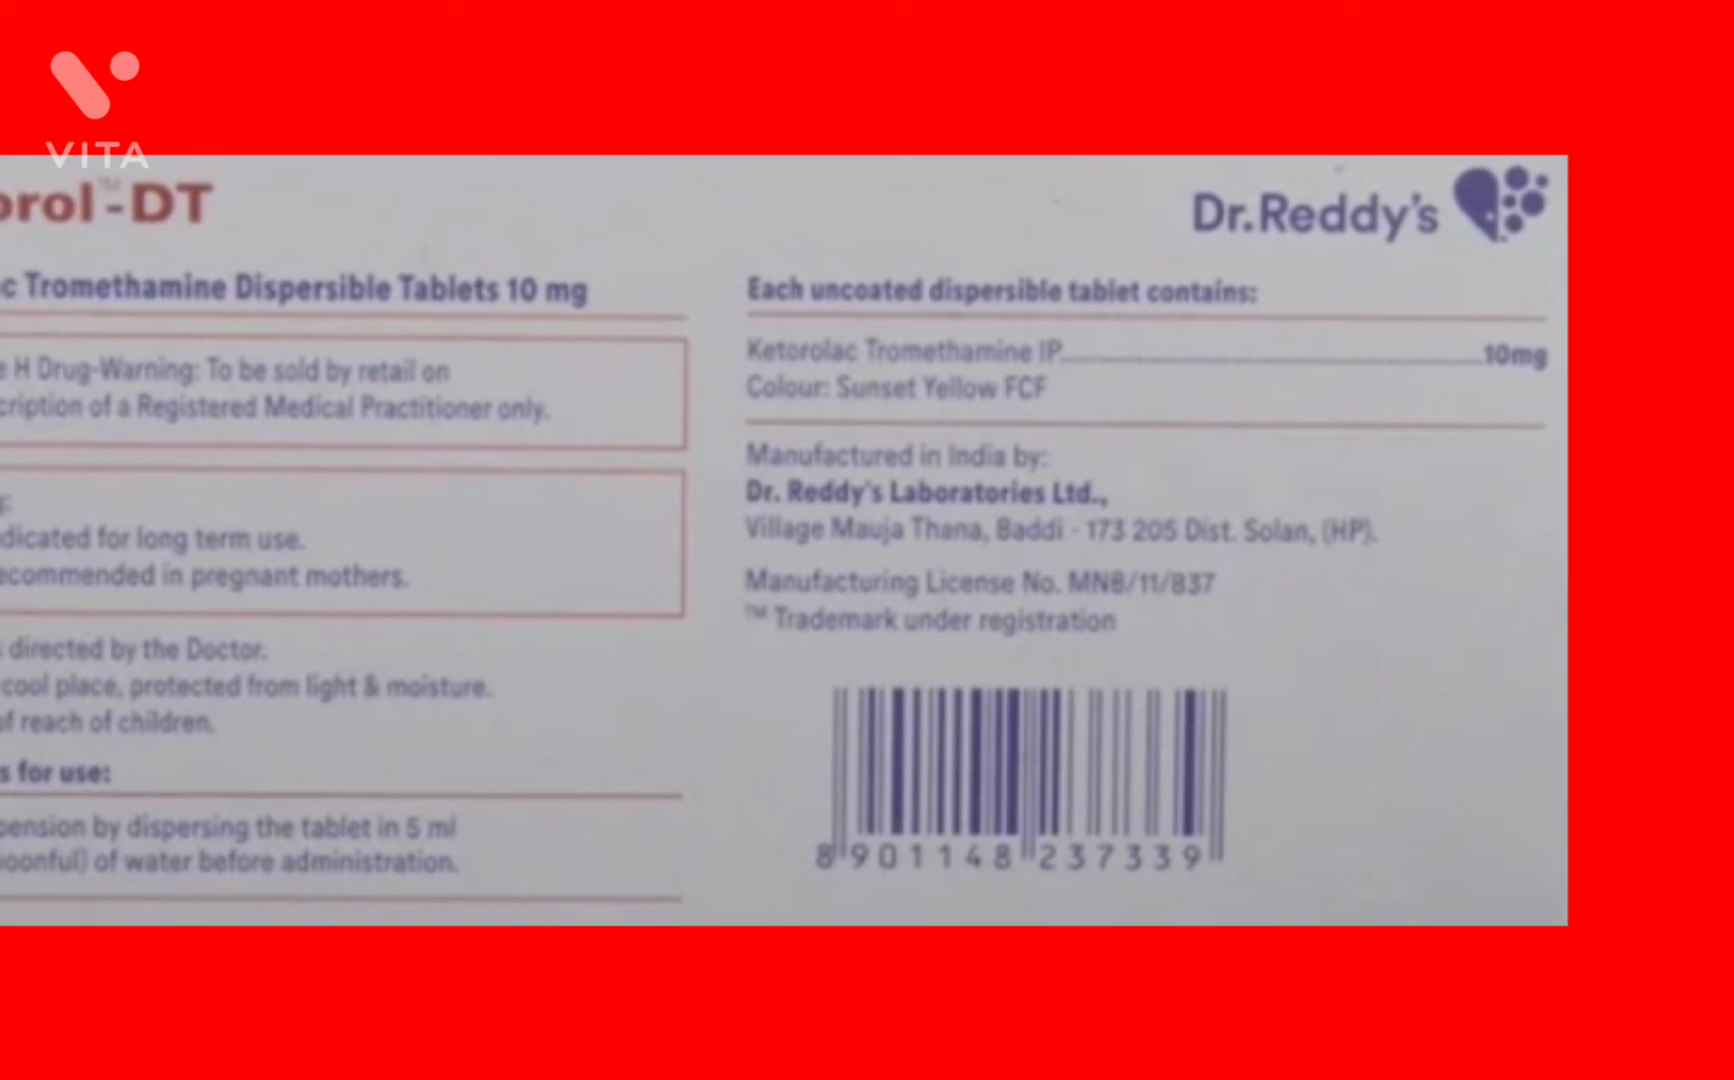 VITA
orol™-DT
c Tromethamine Dispersible Tablets 10 mg
e H Drug-Warning: To be sold by retail on
cription of a Registered Medical Practitioner only.
g:
dicated for long term use.
ecommended in pregnant mothers.
s directed by the Doctor.
cool place, protected from light & moisture.
of reach of children.
s for use:
pension by dispersing the tablet in 5 ml
poonful) of water before administration.
Dr.Reddy's
Each uncoated dispersible tablet contains:
Ketorolac Tromethamine IP 10mg
Colour: Sunset Yellow FCF
Manufactured in India by:
Dr. Reddy's Laboratories Ltd.,
Village Mauja Thana, Baddi - 173 205 Dist. Solan, (HP).
Manufacturing License No. MNB/11/837
™ Trademark under registration
8 901148 237339